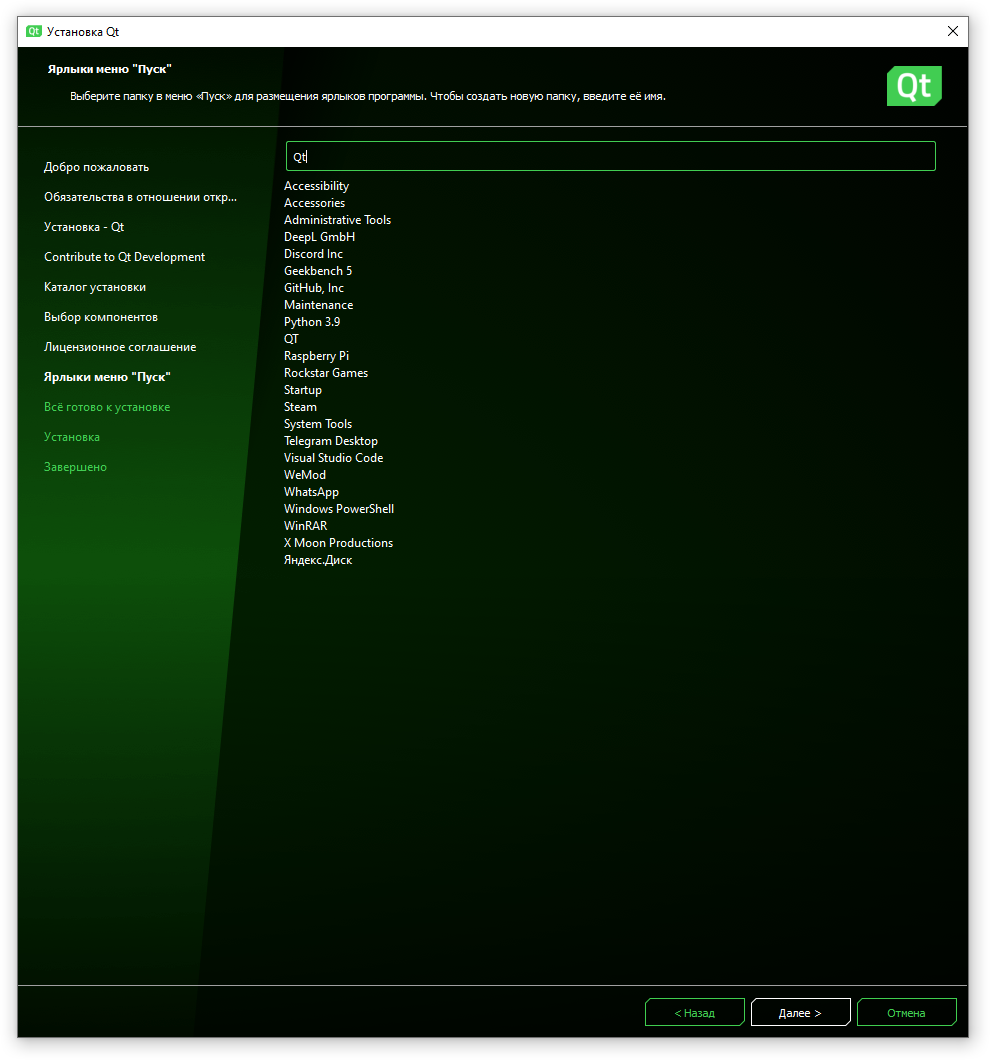 Qt Установка Qt
Ярлыки меню "Пуск"
Выберите папку в меню «Пуск» для размещения ярлыков программы. Чтобы создать новую папку, введите её имя.
Qt
Добро пожаловать
Обязательства в отношении откр...
Установка - Qt
Contribute to Qt Development
Каталог установки
Выбор компонентов
Лицензионное соглашение
Ярлыки меню "Пуск"
Всё готово к установке
Установка
Завершено
Qt
Accessibility
Accessories
Administrative Tools
DeepL GmbH
Discord Inc
Geekbench 5
GitHub, Inc
Maintenance
Python 3.9
QT
Raspberry Pi
Rockstar Games
Startup
Steam
System Tools
Telegram Desktop
Visual Studio Code
WeMod
WhatsApp
Windows PowerShell
WinRAR
X Moon Productions
Яндекс.Диск
< Назад
Далее >
Отмена